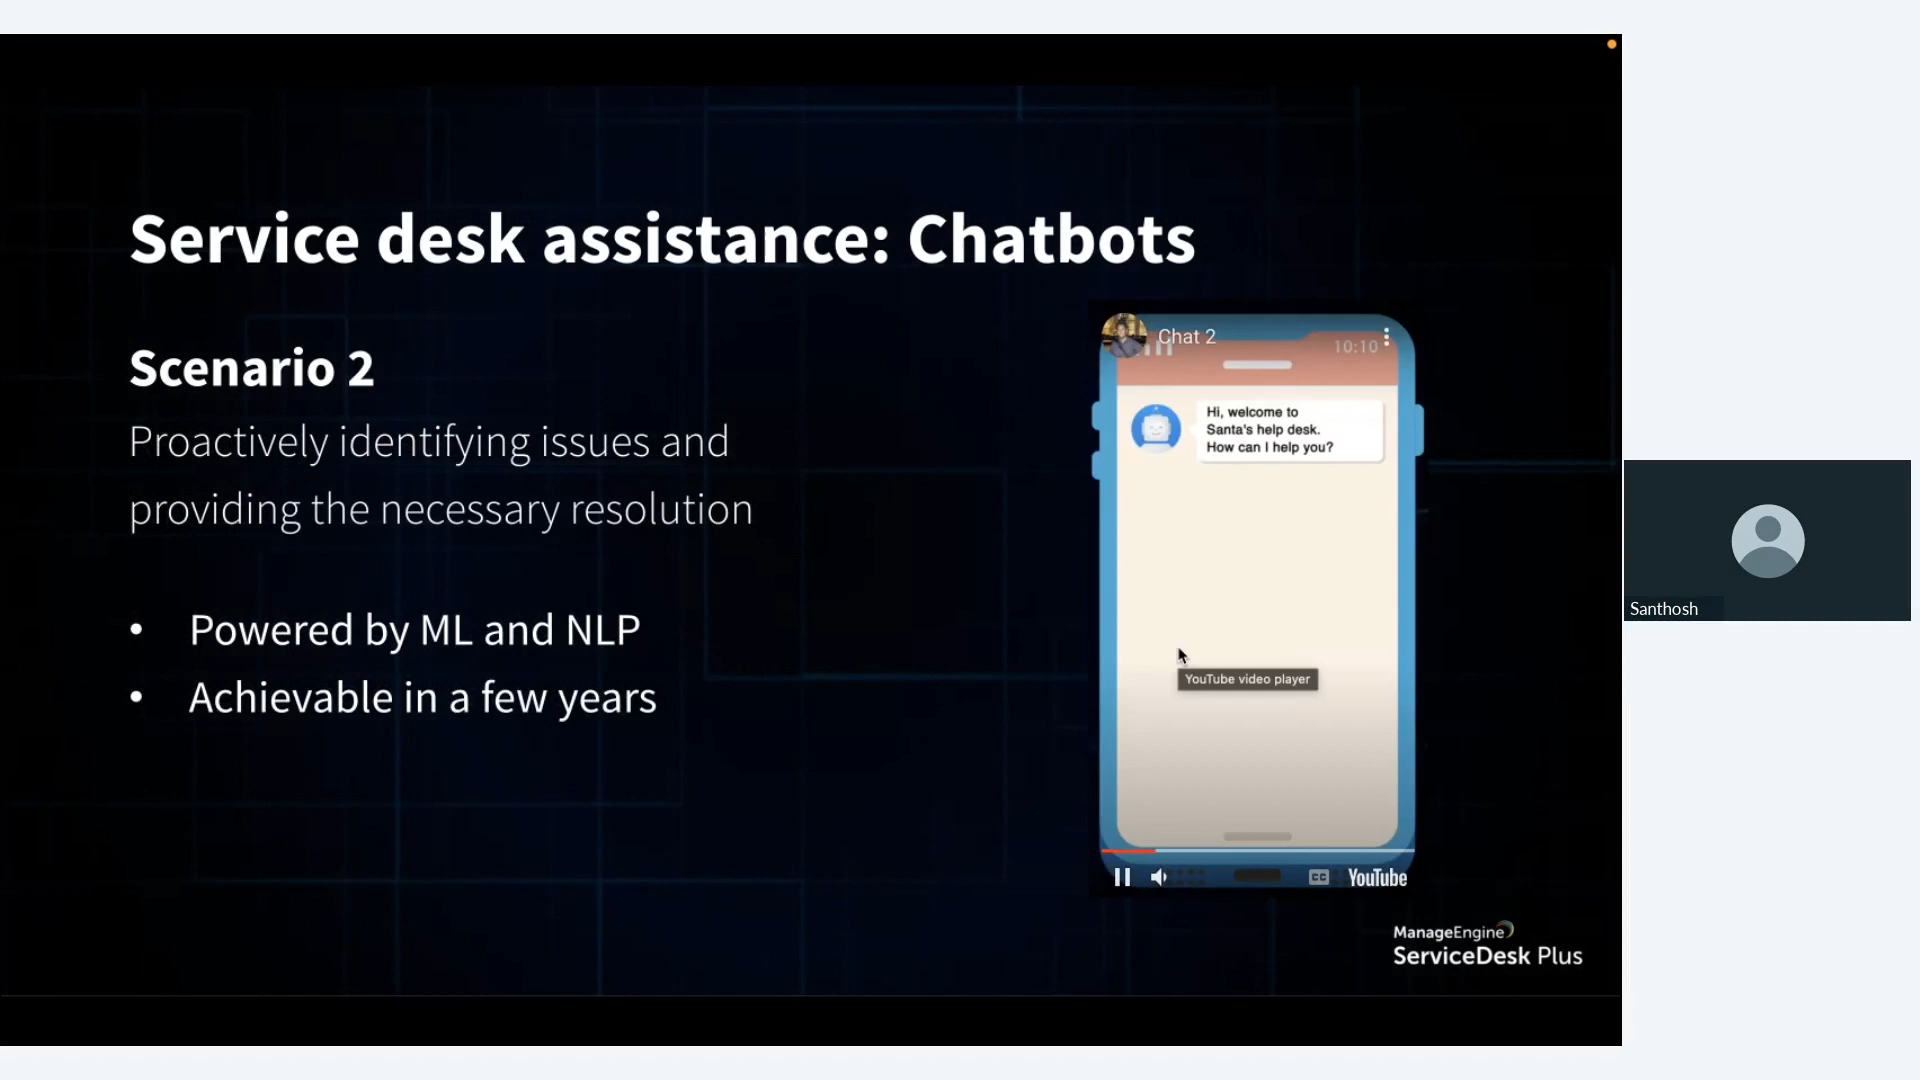 Service desk assistance: Chatbots
Scenario 2
Proactively identifying issues and
providing the necessary resolution
• Powered by ML and NLP
• Achievable in a few years
Chat 2
10:10
Hi, welcome to
Santa's help desk.
How can I help you?
YouTube video player
CC
YouTube
ManageEngine
ServiceDesk Plus
Santhosh